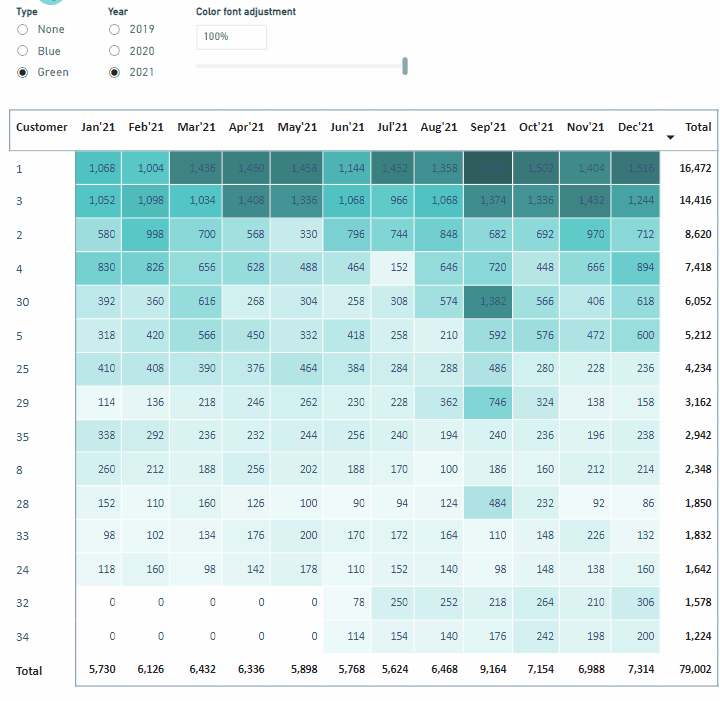 Type Year Color font adjustment
None 2019 100%
Blue 2020
Green 2021
Customer Jan'21 Feb'21 Mar'21 Apr'21 May'21 Jun'21 Jul'21 Aug'21 Sep'21 Oct'21 Nov'21 Dec'21 Total
1 1,068 1,004 1,436 1,460 1,458 1,144 1,452 1,358 1,502 1,404 1,516 16,472
3 1,052 1,098 1,034 1,408 1,336 1,068 966 1,068 1,374 1,336 1,432 1,244 14,416
2 580 998 700 568 330 796 744 848 682 692 970 712 8,620
4 830 826 656 628 488 464 152 646 720 448 666 894 7,418
30 392 360 616 268 304 258 308 574 1,382 566 406 618 6,052
5 318 420 566 450 332 418 258 210 592 576 472 600 5,212
25 410 408 390 376 464 384 284 288 486 280 228 236 4,234
29 114 136 218 246 262 230 228 362 746 324 138 158 3,162
35 338 292 236 232 244 256 240 194 240 236 196 238 2,942
8 260 212 188 256 202 188 170 100 186 160 212 214 2,348
28 152 110 160 126 100 90 94 124 484 232 92 86 1,850
33 98 102 134 176 200 170 172 164 110 148 226 132 1,832
24 118 160 98 142 178 110 152 140 98 148 138 160 1,642
32 0 0 0 0 0 78 250 252 218 264 210 306 1,578
34 0 0 0 0 0 114 154 140 176 242 198 200 1,224
Total 5,730 6,126 6,432 6,336 5,898 5,768 5,624 6,468 9,164 7,154 6,988 7,314 79,002